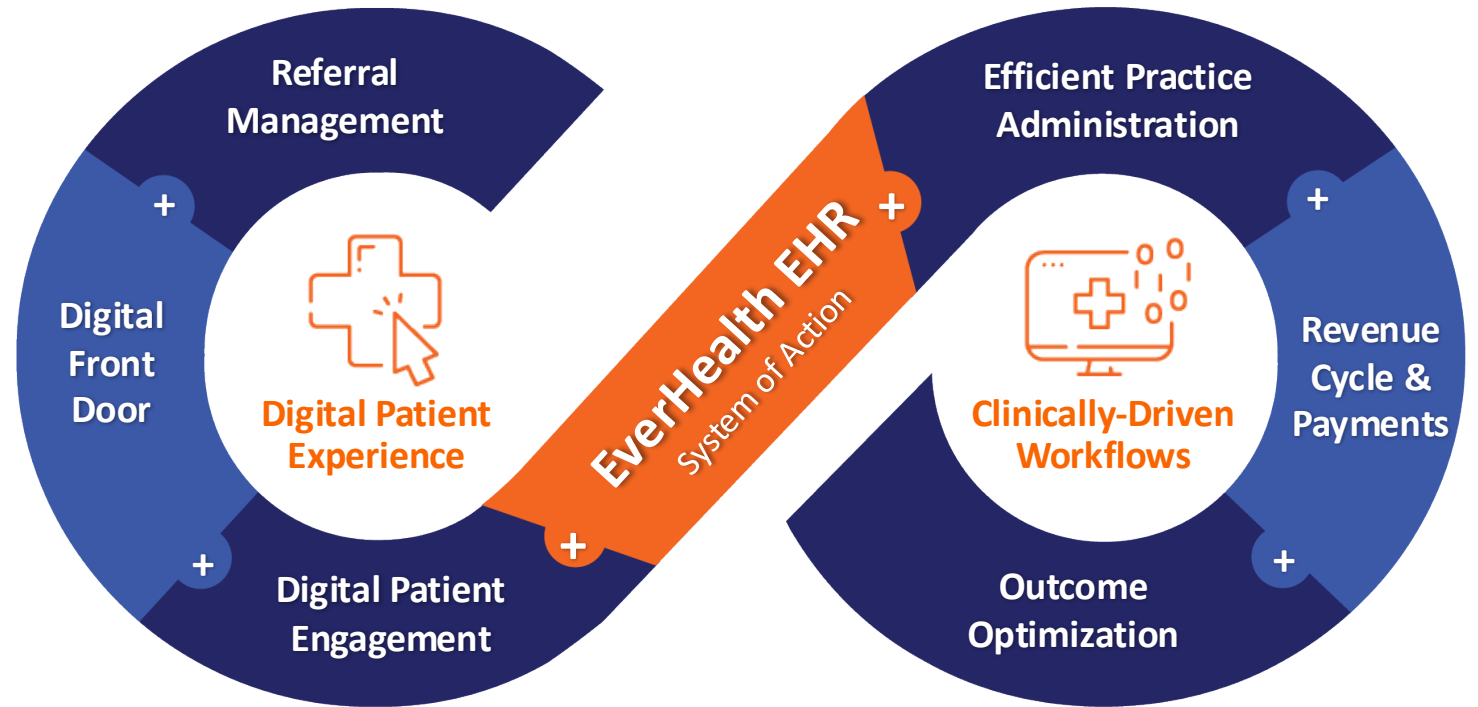 Referral
Management
+
Digital
Front
Door
Digital Patient
Experience
+
Digital Patient
Engagement
+
EverHealth EHR
System of Action
+
Efficient Practice
Administration
+
Clinically-Driven
Workflows
Revenue
Cycle &
Payments
+
Outcome
Optimization